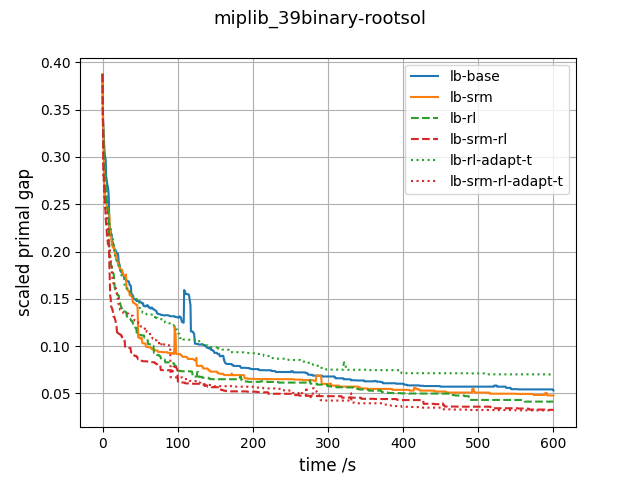 miplib_39binary-rootsol
scaled primal gap
0.40
0.35
0.30
0.25
0.20
0.15
0.10
0.05
lb-base
lb-srm
lb-rl
lb-srm-rl
lb-rl-adapt-t
lb-srm-rl-adapt-t
0 100 200 300 400 500 600
time /s